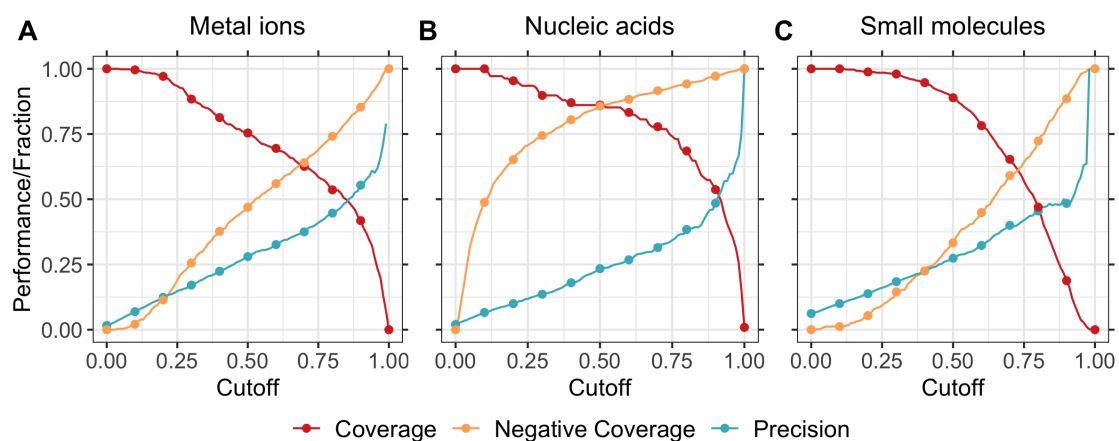 A Metal ions
B Nucleic acids
C Small molecules
Performance/Fraction
1.00
0.75
0.50
0.25
0.00
0.00 0.25 0.50 0.75 1.00
0.00 0.25 0.50 0.75 1.00
0.00 0.25 0.50 0.75 1.00
Cutoff
Cutoff
Cutoff
Coverage Negative Coverage Precision